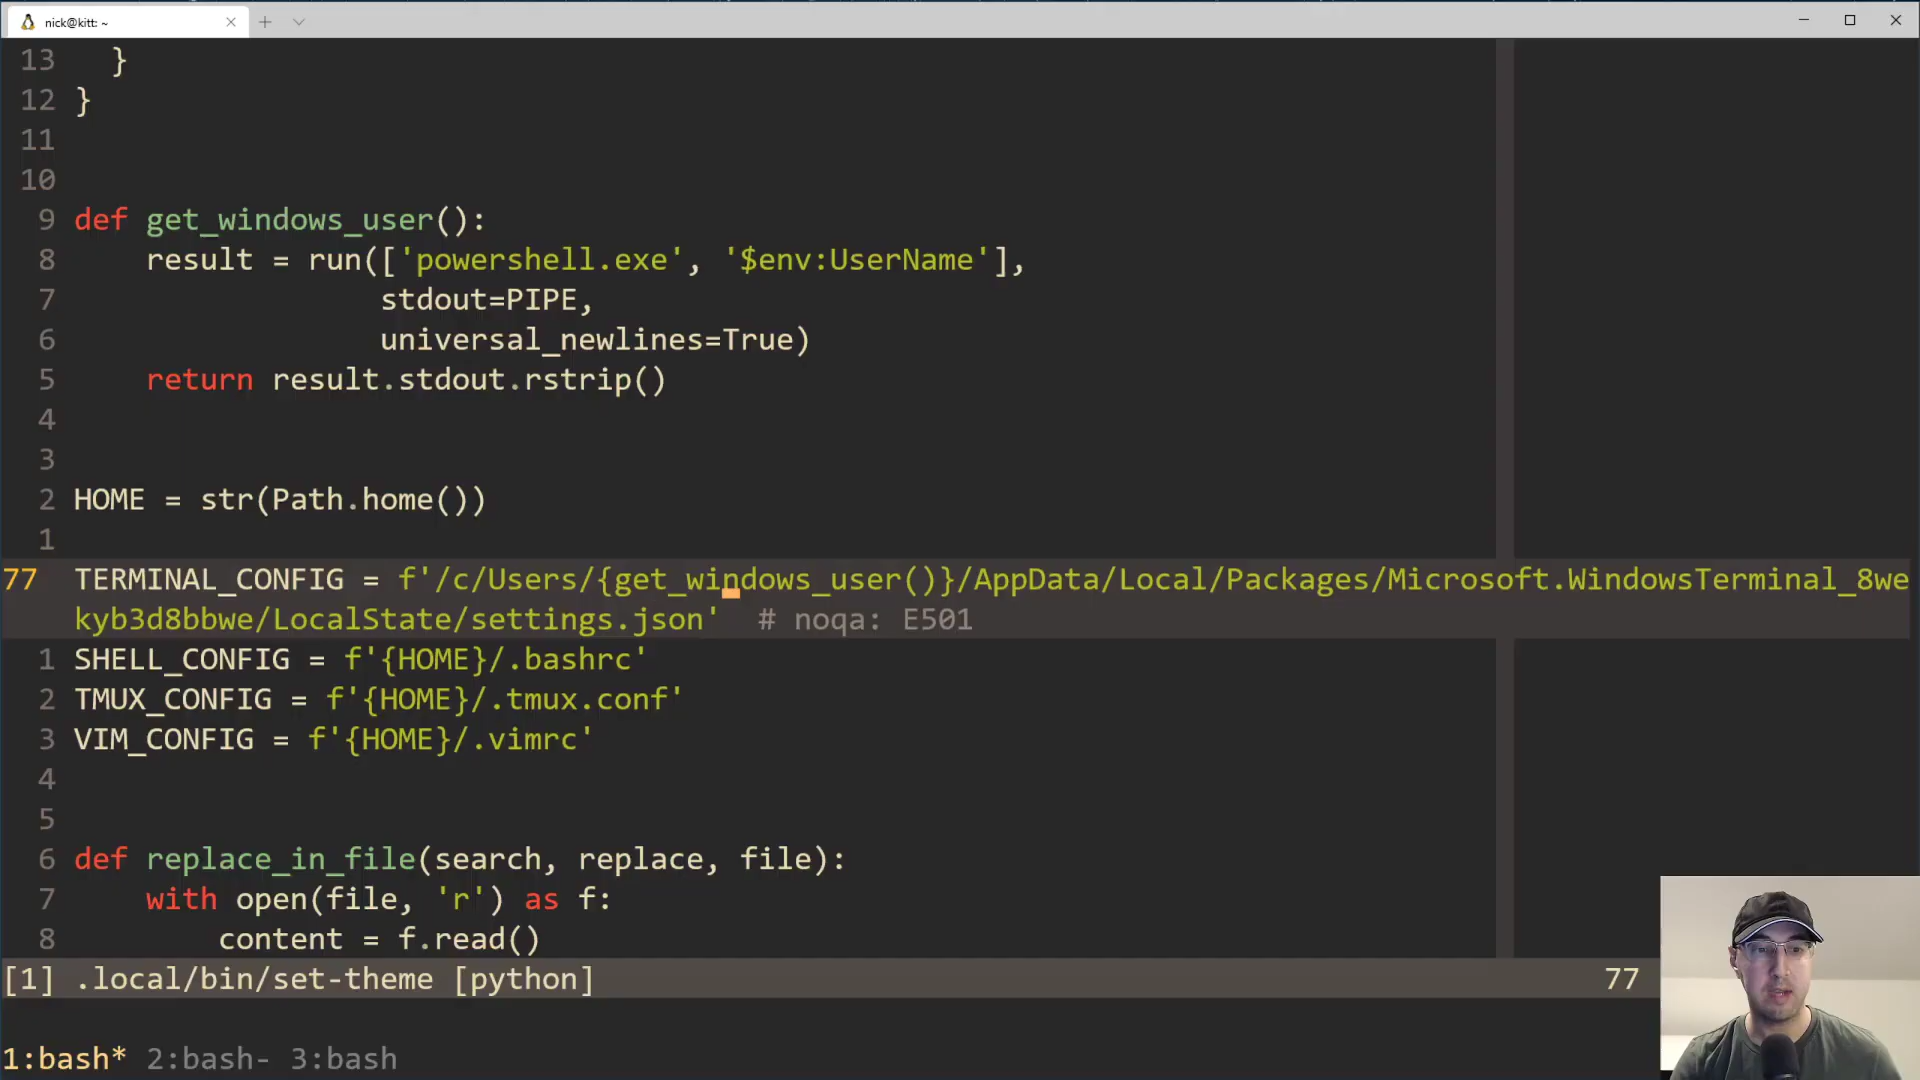 nick@kitt: ~
13 }
12 }
11
10
9 def get_windows_user():
8 result = run(['powershell.exe', '$env:UserName'],
7 stdout=PIPE,
6 universal_newlines=True)
5 return result.stdout.rstrip()
4
3
2 HOME = str(Path.home())
1
77 TERMINAL_CONFIG = f'/c/Users/{get_windows_user()}/AppData/Local/Packages/Microsoft.WindowsTerminal_8we
kyb3d8bbwe/LocalState/settings.json' # noqa: E501
1 SHELL_CONFIG = f'{HOME}/.bashrc'
2 TMUX_CONFIG = f'{HOME}/.tmux.conf'
3 VIM_CONFIG = f'{HOME}/.vimrc'
4
5
6 def replace_in_file(search, replace, file):
7 with open(file, 'r') as f:
8 content = f.read()
[1] .local/bin/set-theme [python] 77
1:bash* 2:bash- 3:bash